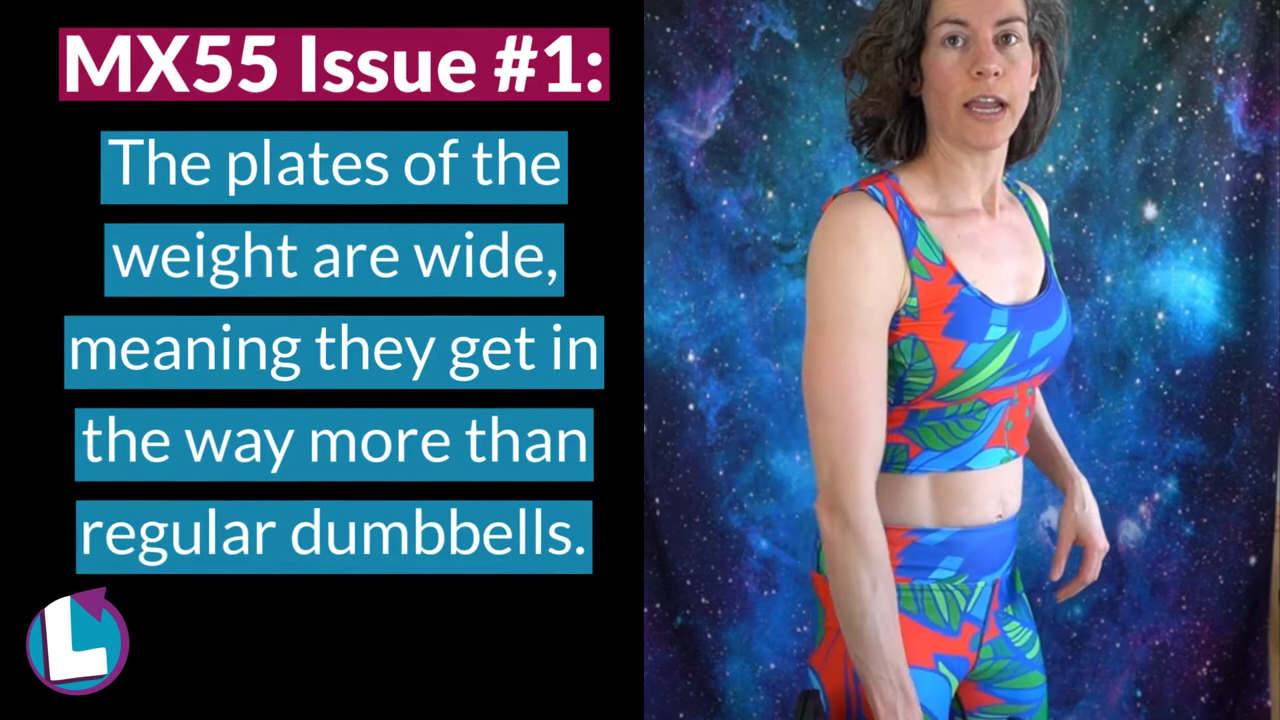 MX55 Issue #1:
The plates of the
weight are wide,
meaning they get in
the way more than
regular dumbbells.
L